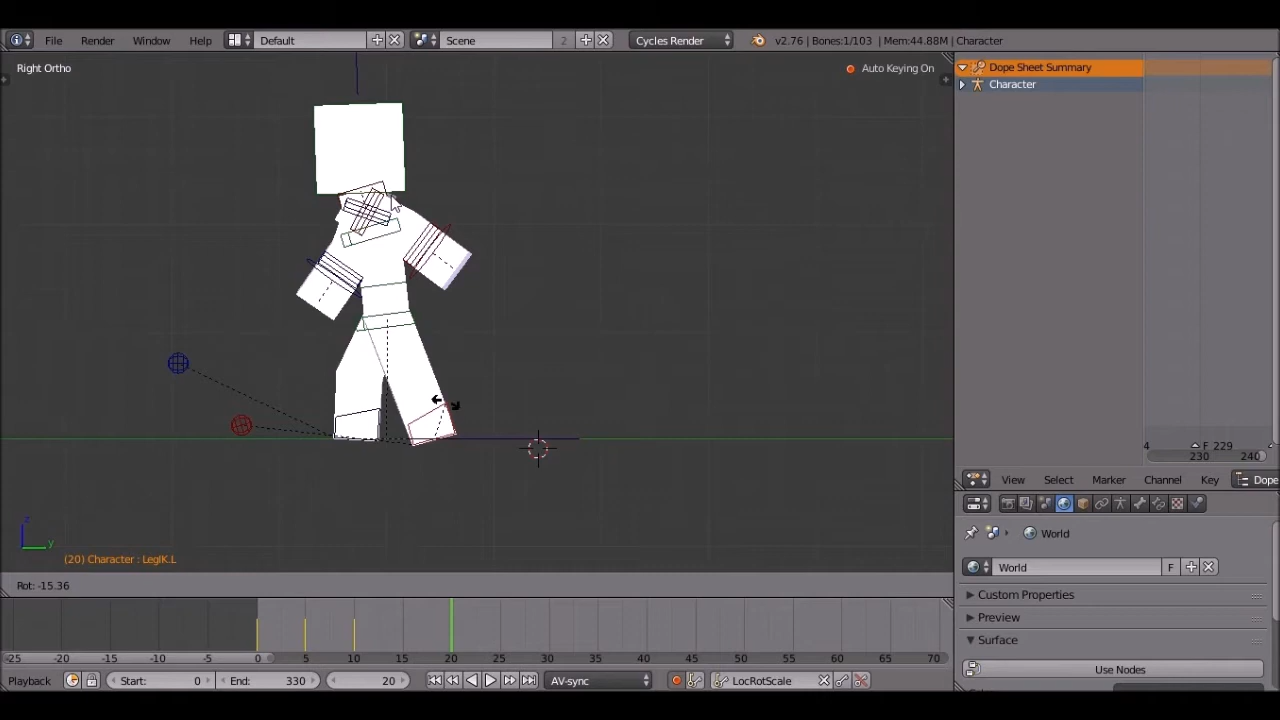 File Render Window Help Default Scene 2 Cycles Render v2.76 | Bones:1/103 | Mem:44.88M | Character
Right Ortho
Auto Keying On
Dope Sheet Summary
Character
4 F 229
230 240
View Select Marker Channel Key Dope
World
World F
Custom Properties
Preview
Surface
Use Nodes
z
y
(20) Character : LegIK.L
Rot: -15.36
-25 -20 -15 -10 -5 0 5 10 15 20 25 30 35 40 45 50 55 60 65 70
Playback Start: 0 End: 330 20 AV-sync LocRotScale